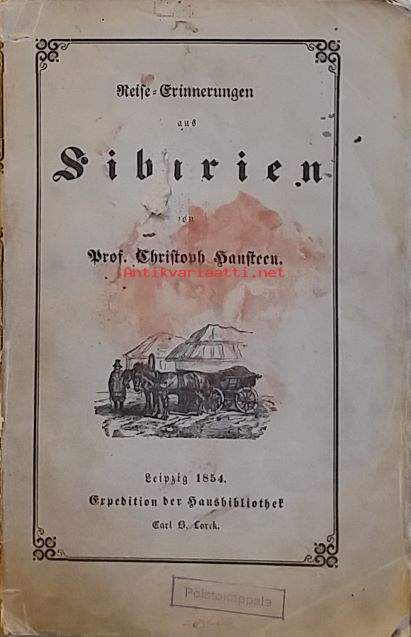 Reise-Erinnerungen
aus
Sibirien
von
Prof. Christoph Hansteen.
Antikvariaatti.net
Leipzig 1854.
Expedition der Hausbibliothek
Carl B. Lorck.
Poistokappale